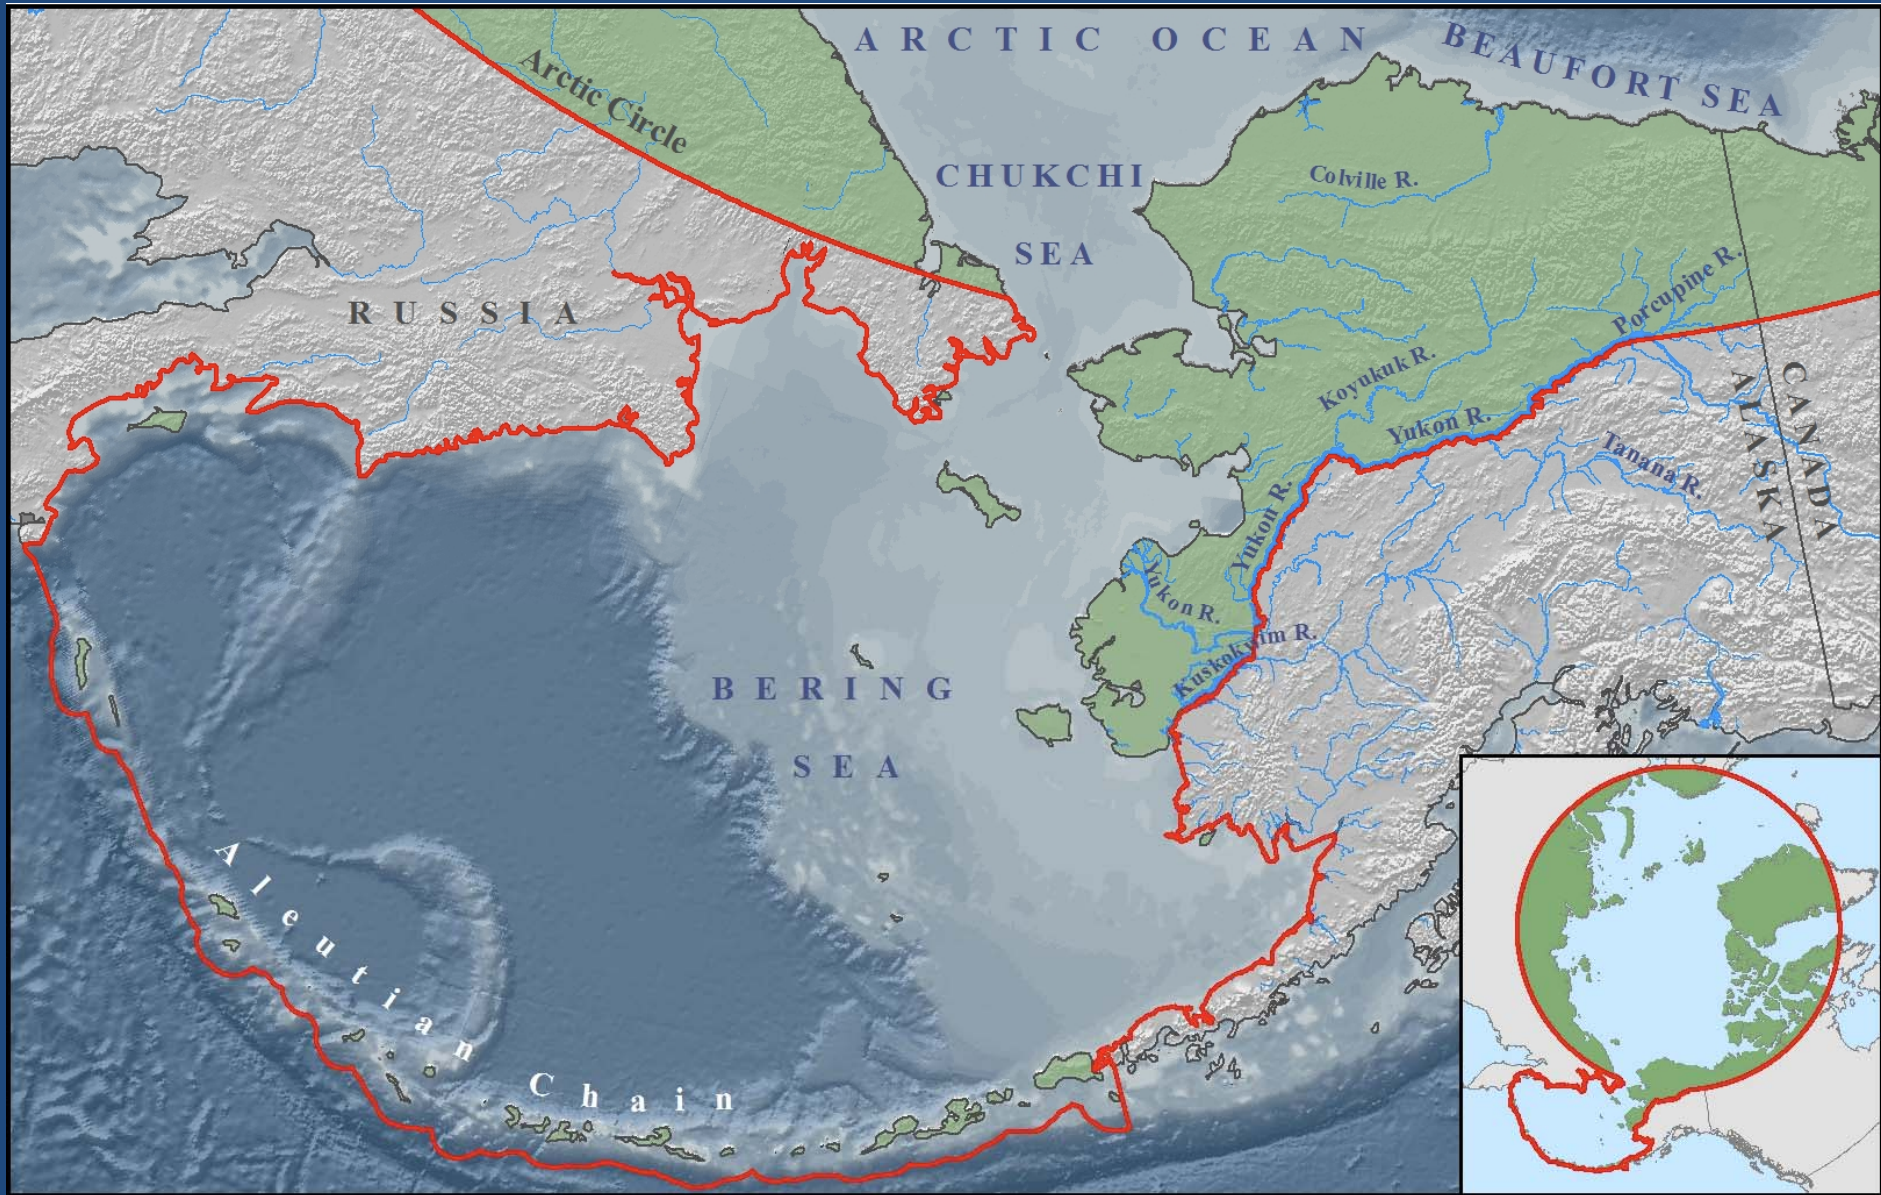 ARCTIC OCEAN
BEAUFORT SEA
Arctic Circle
CHUKCHI
SEA
Colville R.
RUSSIA
Porcupine R.
Koyukuk R.
Yukon R.
CANADA
ALASKA
Tanana R.
Yukon R.
Yukon R.
Kuskokwim R.
BERING
SEA
Aleutian
Chain